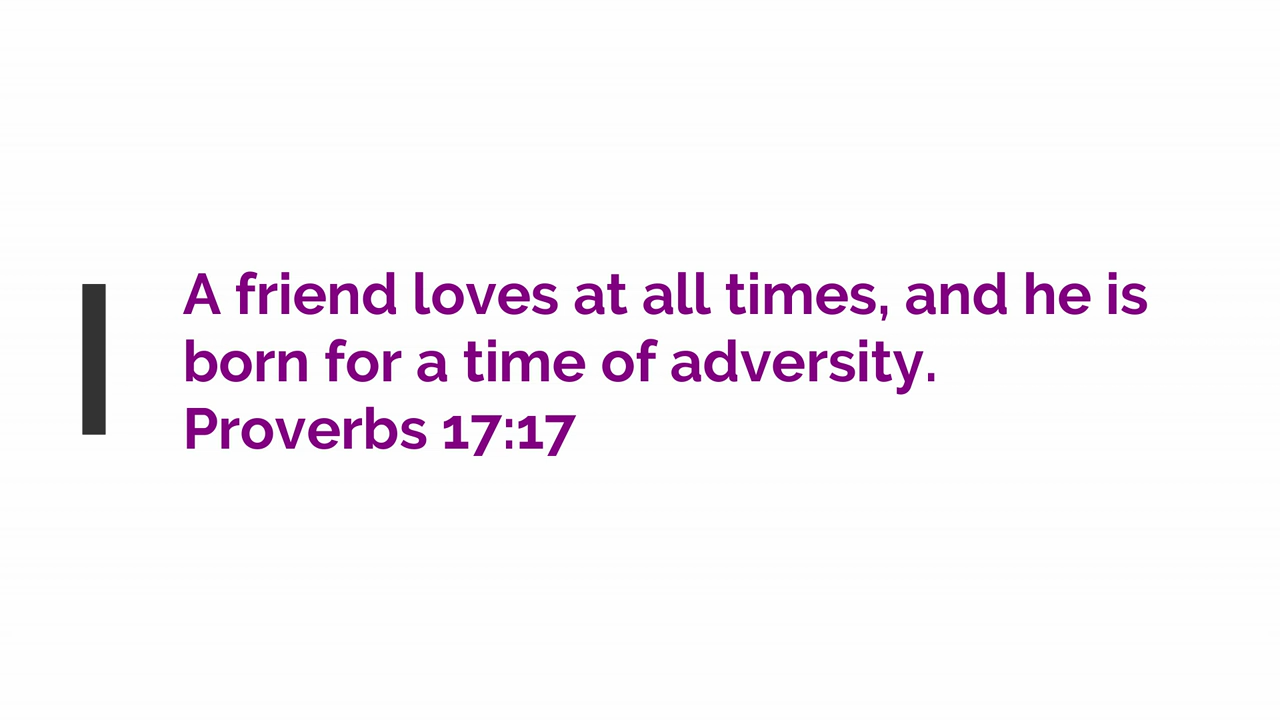 A friend loves at all times, and he is
born for a time of adversity.
Proverbs 17:17